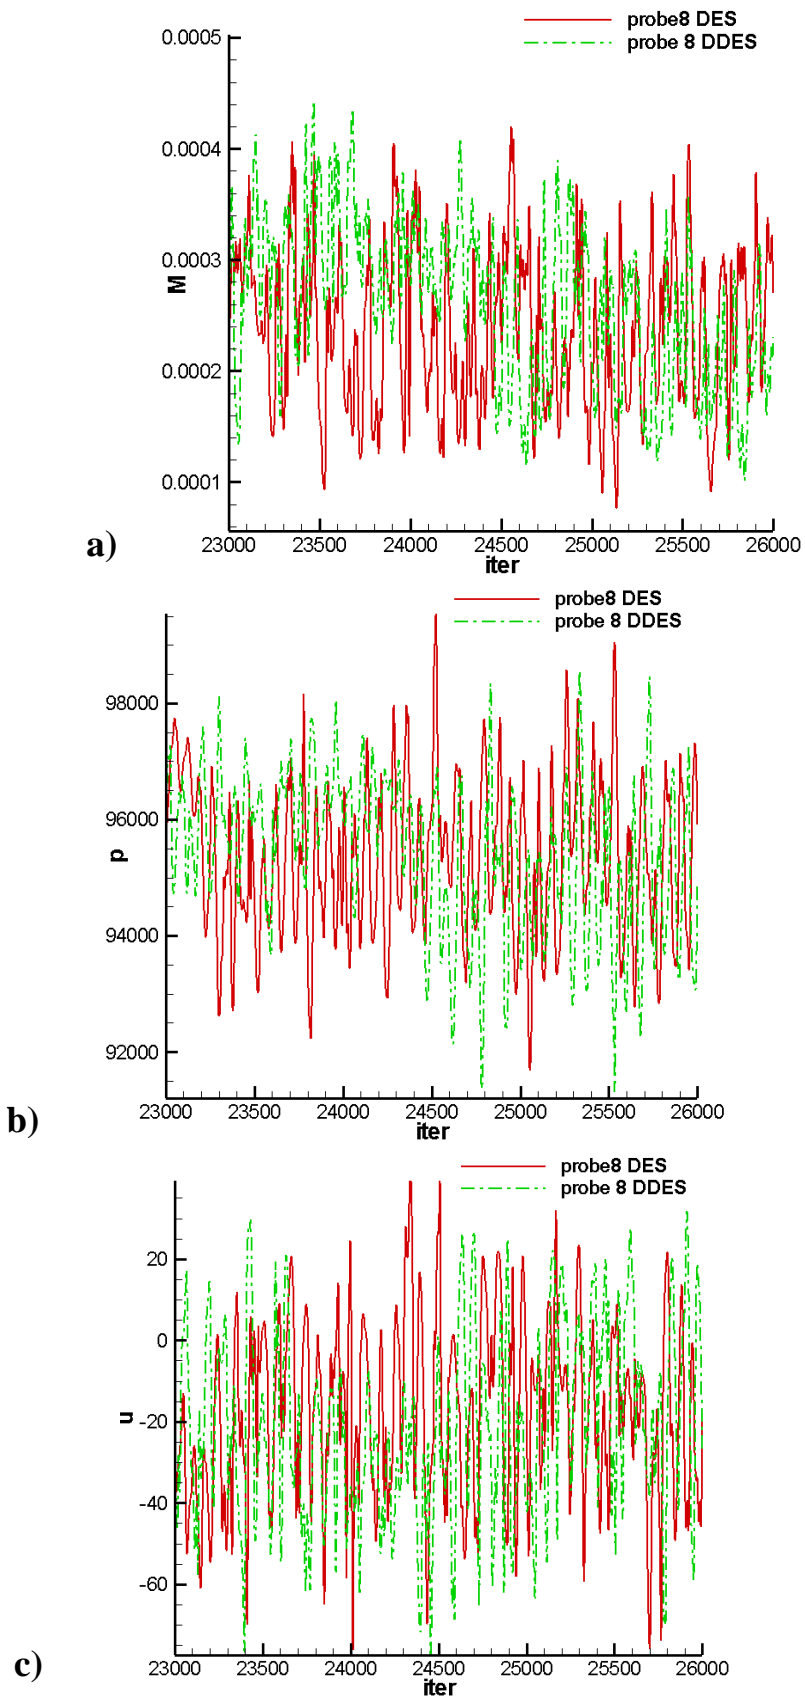 probe8 DES
probe 8 DDES
0.0005
0.0004
0.0003
0.0002
0.0001
M
23000 23500 24000 24500 25000 25500 26000
iter
a)
probe8 DES
probe 8 DDES
98000
96000
94000
92000
p
23000 23500 24000 24500 25000 25500 26000
iter
b)
probe8 DES
probe 8 DDES
20
0
-20
-40
-60
u
23000 23500 24000 24500 25000 25500 26000
iter
c)